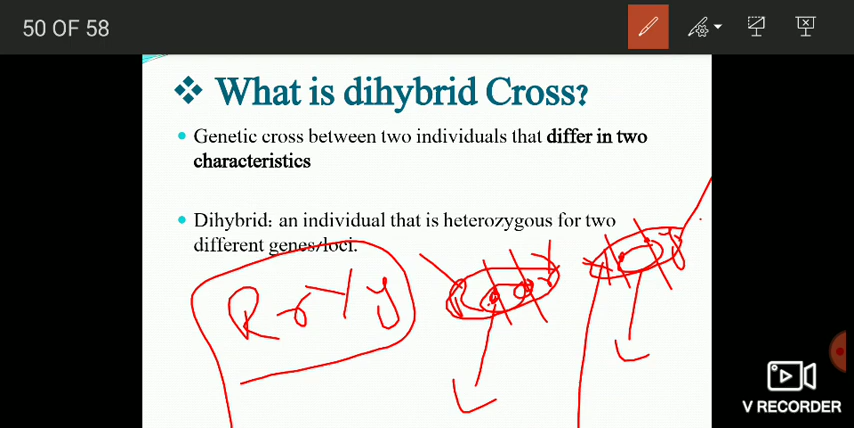 50 OF 58
❖ What is dihybrid Cross?
• Genetic cross between two individuals that differ in two
characteristics
• Dihybrid: an individual that is heterozygous for two
different genes/loci.
RrYy
V RECORDER